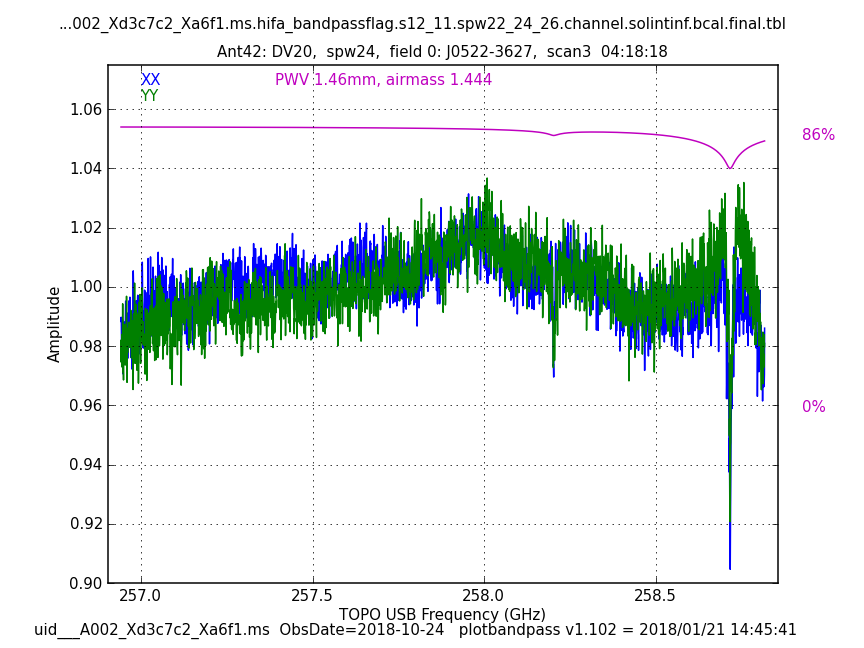 ...002_Xd3c7c2_Xa6f1.ms.hifa_bandpassflag.s12_11.spw22_24_26.channel.solintinf.bcal.final.tbl
Ant42: DV20,  spw24,  field 0: J0522-3627,  scan3  04:18:18
XX
PWV 1.46mm, airmass 1.444
YY
1.06
86%
1.04
1.02
1.00
Amplitude
0.98
0.96
0%
0.94
0.92
0.90
257.0 257.5 258.0 258.5
TOPO USB Frequency (GHz)
uid___A002_Xd3c7c2_Xa6f1.ms  ObsDate=2018-10-24   plotbandpass v1.102 = 2018/01/21 14:45:41